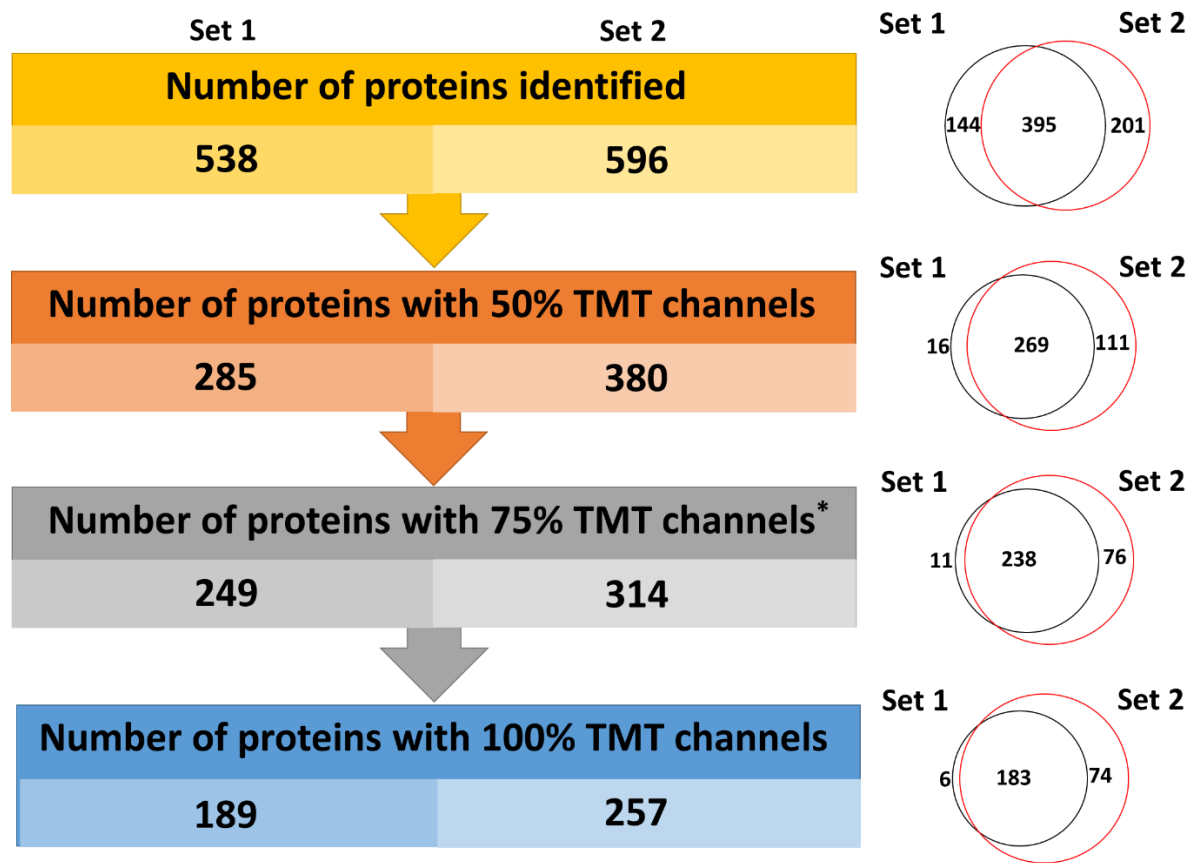 Set 1
Set 2
Number of proteins identified
538
596
Set 1
Set 2
144
395
201
Number of proteins with 50% TMT channels
285
380
Set 1
Set 2
16
269
111
Number of proteins with 75% TMT channels*
249
314
Set 1
Set 2
11
238
76
Number of proteins with 100% TMT channels
189
257
Set 1
Set 2
6
183
74